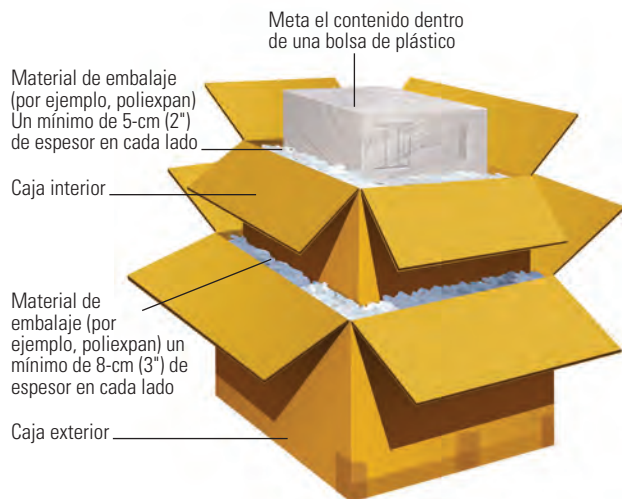 Meta el contenido dentro
de una bolsa de plástico
Material de embalaje
(por ejemplo, poliexpan)
Un mínimo de 5-cm (2")
de espesor en cada lado
Caja interior
Material de
embalaje (por
ejemplo, poliexpan) un
mínimo de 8-cm (3") de
espesor en cada lado
Caja exterior